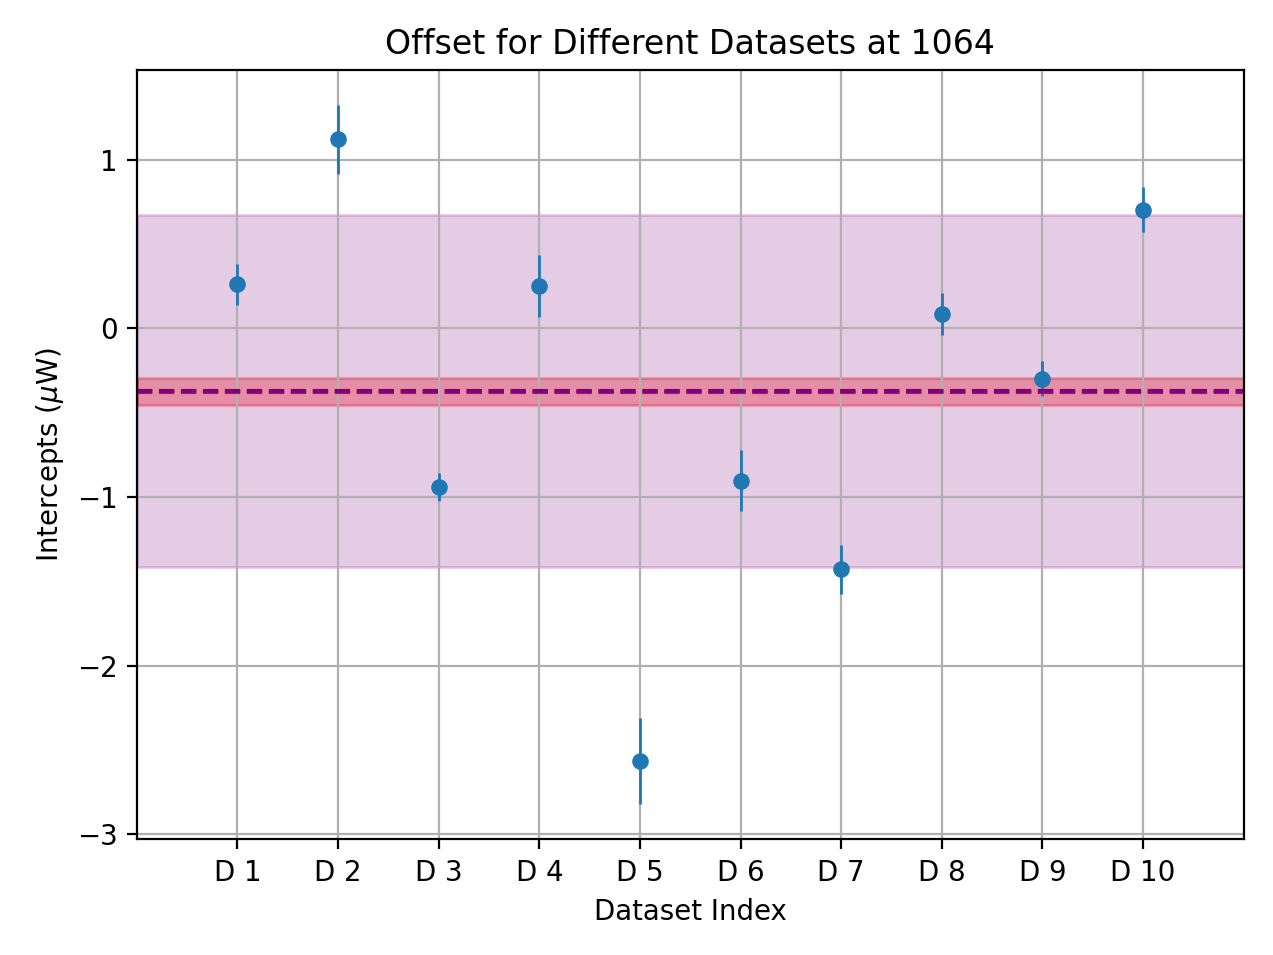 Offset for Different Datasets at 1064
Intercepts (μW)
1
0
−1
−2
−3
D 1 D 2 D 3 D 4 D 5 D 6 D 7 D 8 D 9 D 10
Dataset Index